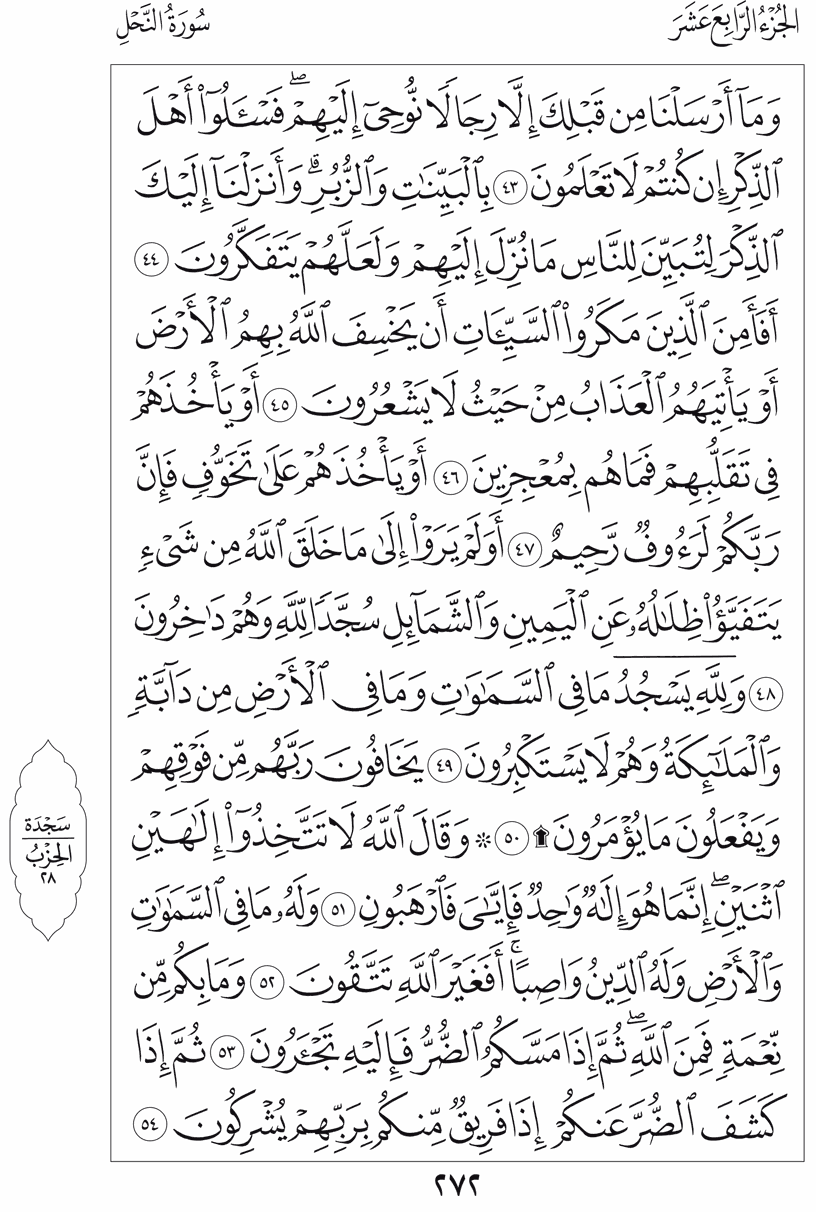 الجُزْءُ الرَّابِعَ عَشَرَ
سُورَةُ النَّحْلِ
وَمَآ أَرْسَلْنَا مِن قَبْلِكَ إِلَّا رِجَالًا نُّوحِىٓ إِلَيْهِمْ ۖ فَسْـَٔلُوٓا۟ أَهْلَ
ٱلذِّكْرِ إِن كُنتُمْ لَا تَعْلَمُونَ ٤٣ بِٱلْبَيِّنَـٰتِ وَٱلزُّبُرِ ۗ وَأَنزَلْنَآ إِلَيْكَ
ٱلذِّكْرَ لِتُبَيِّنَ لِلنَّاسِ مَا نُزِّلَ إِلَيْهِمْ وَلَعَلَّهُمْ يَتَفَكَّرُونَ ٤٤
أَفَأَمِنَ ٱلَّذِينَ مَكَرُوا۟ ٱلسَّيِّـَٔاتِ أَن يَخْسِفَ ٱللَّهُ بِهِمُ ٱلْأَرْضَ
أَوْ يَأْتِيَهُمُ ٱلْعَذَابُ مِنْ حَيْثُ لَا يَشْعُرُونَ ٤٥ أَوْ يَأْخُذَهُمْ
فِى تَقَلُّبِهِمْ فَمَا هُم بِمُعْجِزِينَ ٤٦ أَوْ يَأْخُذَهُمْ عَلَىٰ تَخَوُّفٍ فَإِنَّ
رَبَّكُمْ لَرَءُوفٌ رَّحِيمٌ ٤٧ أَوَلَمْ يَرَوْا۟ إِلَىٰ مَا خَلَقَ ٱللَّهُ مِن شَىْءٍ
يَتَفَيَّؤُا۟ ظِلَـٰلُهُۥ عَنِ ٱلْيَمِينِ وَٱلشَّمَآئِلِ سُجَّدًا لِّلَّهِ وَهُمْ دَٰخِرُونَ
٤٨ وَلِلَّهِ يَسْجُدُ مَا فِى ٱلسَّمَـٰوَٰتِ وَمَا فِى ٱلْأَرْضِ مِن دَآبَّةٍ
وَٱلْمَلَـٰٓئِكَةُ وَهُمْ لَا يَسْتَكْبِرُونَ ٤٩ يَخَافُونَ رَبَّهُم مِّن فَوْقِهِمْ
وَيَفْعَلُونَ مَا يُؤْمَرُونَ ۩ ٥٠ ۞ وَقَالَ ٱللَّهُ لَا تَتَّخِذُوٓا۟ إِلَـٰهَيْنِ
ٱثْنَيْنِ ۖ إِنَّمَا هُوَ إِلَـٰهٌ وَٰحِدٌ فَإِيَّـٰىَ فَٱرْهَبُونِ ٥١ وَلَهُۥ مَا فِى ٱلسَّمَـٰوَٰتِ
وَٱلْأَرْضِ وَلَهُ ٱلدِّينُ وَاصِبًا ۚ أَفَغَيْرَ ٱللَّهِ تَتَّقُونَ ٥٢ وَمَا بِكُم مِّن
نِّعْمَةٍ فَمِنَ ٱللَّهِ ۖ ثُمَّ إِذَا مَسَّكُمُ ٱلضُّرُّ فَإِلَيْهِ تَجْـَٔرُونَ ٥٣ ثُمَّ إِذَا
كَشَفَ ٱلضُّرَّ عَنكُمْ إِذَا فَرِيقٌ مِّنكُم بِرَبِّهِمْ يُشْرِكُونَ ٥٤
سَجْدَة
الحِزْبُ
٢٨
٢٧٢